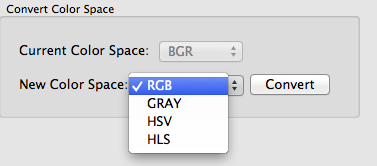 Convert Color Space
Current Color Space: BGR
New Color Space: ✓ RGB Convert
GRAY
HSV
HLS